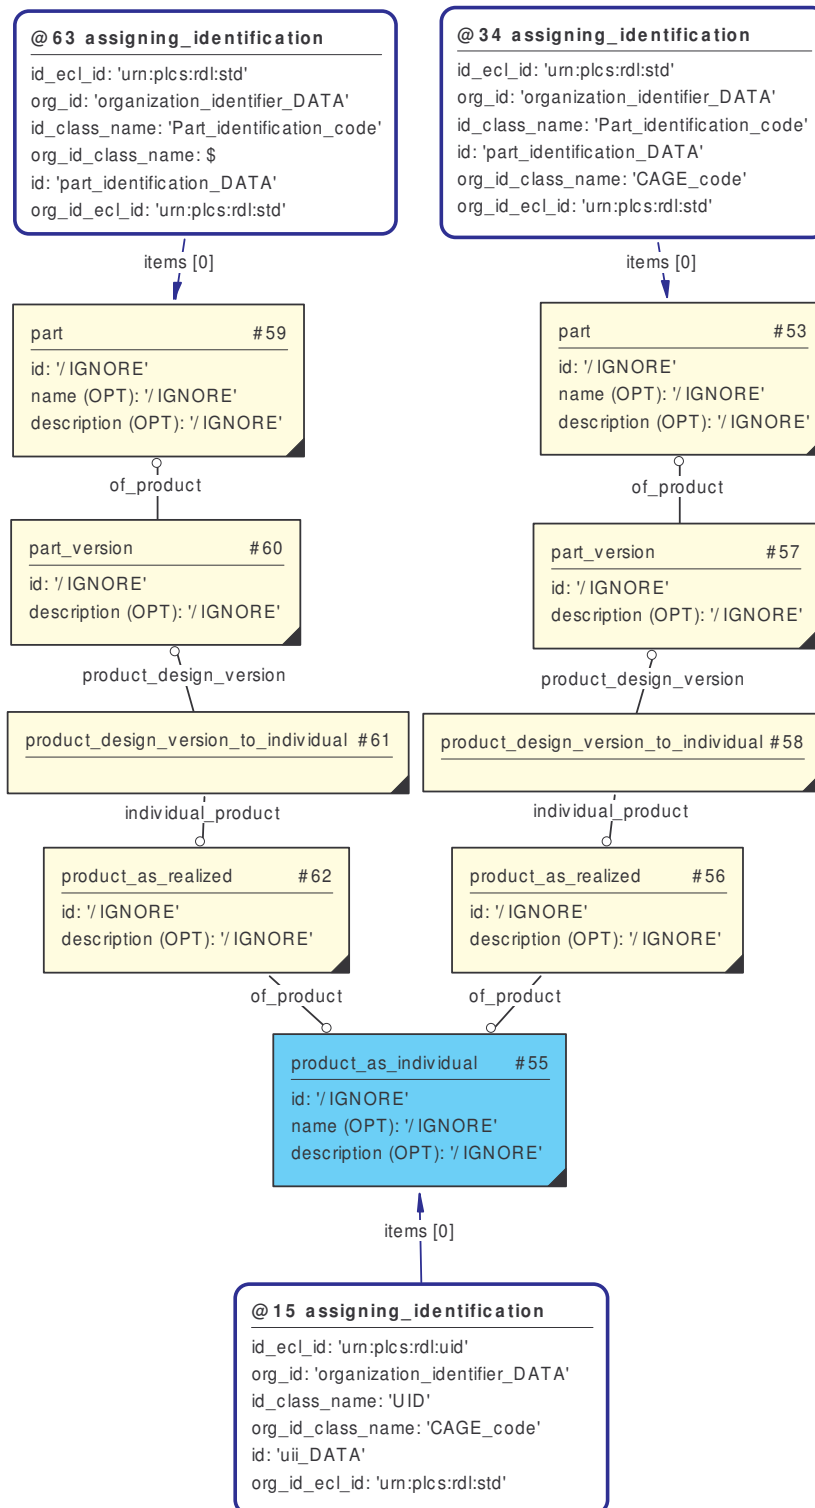 @63 assigning_identification
id_ecl_id: 'urn:plcs:rdl:std'
org_id: 'organization_identifier_DATA'
id_class_name: 'Part_identification_code'
org_id_class_name: $
id: 'part_identification_DATA'
org_id_ecl_id: 'urn:plcs:rdl:std'
@34 assigning_identification
id_ecl_id: 'urn:plcs:rdl:std'
org_id: 'organization_identifier_DATA'
id_class_name: 'Part_identification_code'
id: 'part_identification_DATA'
org_id_class_name: 'CAGE_code'
org_id_ecl_id: 'urn:plcs:rdl:std'
items [0]
items [0]
part #59
id: '/IGNORE'
name (OPT): '/IGNORE'
description (OPT): '/IGNORE'
part #53
id: '/IGNORE'
name (OPT): '/IGNORE'
description (OPT): '/IGNORE'
of_product
of_product
part_version #60
id: '/IGNORE'
description (OPT): '/IGNORE'
part_version #57
id: '/IGNORE'
description (OPT): '/IGNORE'
product_design_version
product_design_version
product_design_version_to_individual #61
product_design_version_to_individual #58
individual_product
individual_product
product_as_realized #62
id: '/IGNORE'
description (OPT): '/IGNORE'
product_as_realized #56
id: '/IGNORE'
description (OPT): '/IGNORE'
of_product
of_product
product_as_individual #55
id: '/IGNORE'
name (OPT): '/IGNORE'
description (OPT): '/IGNORE'
items [0]
@15 assigning_identification
id_ecl_id: 'urn:plcs:rdl:uid'
org_id: 'organization_identifier_DATA'
id_class_name: 'UID'
org_id_class_name: 'CAGE_code'
id: 'uii_DATA'
org_id_ecl_id: 'urn:plcs:rdl:std'